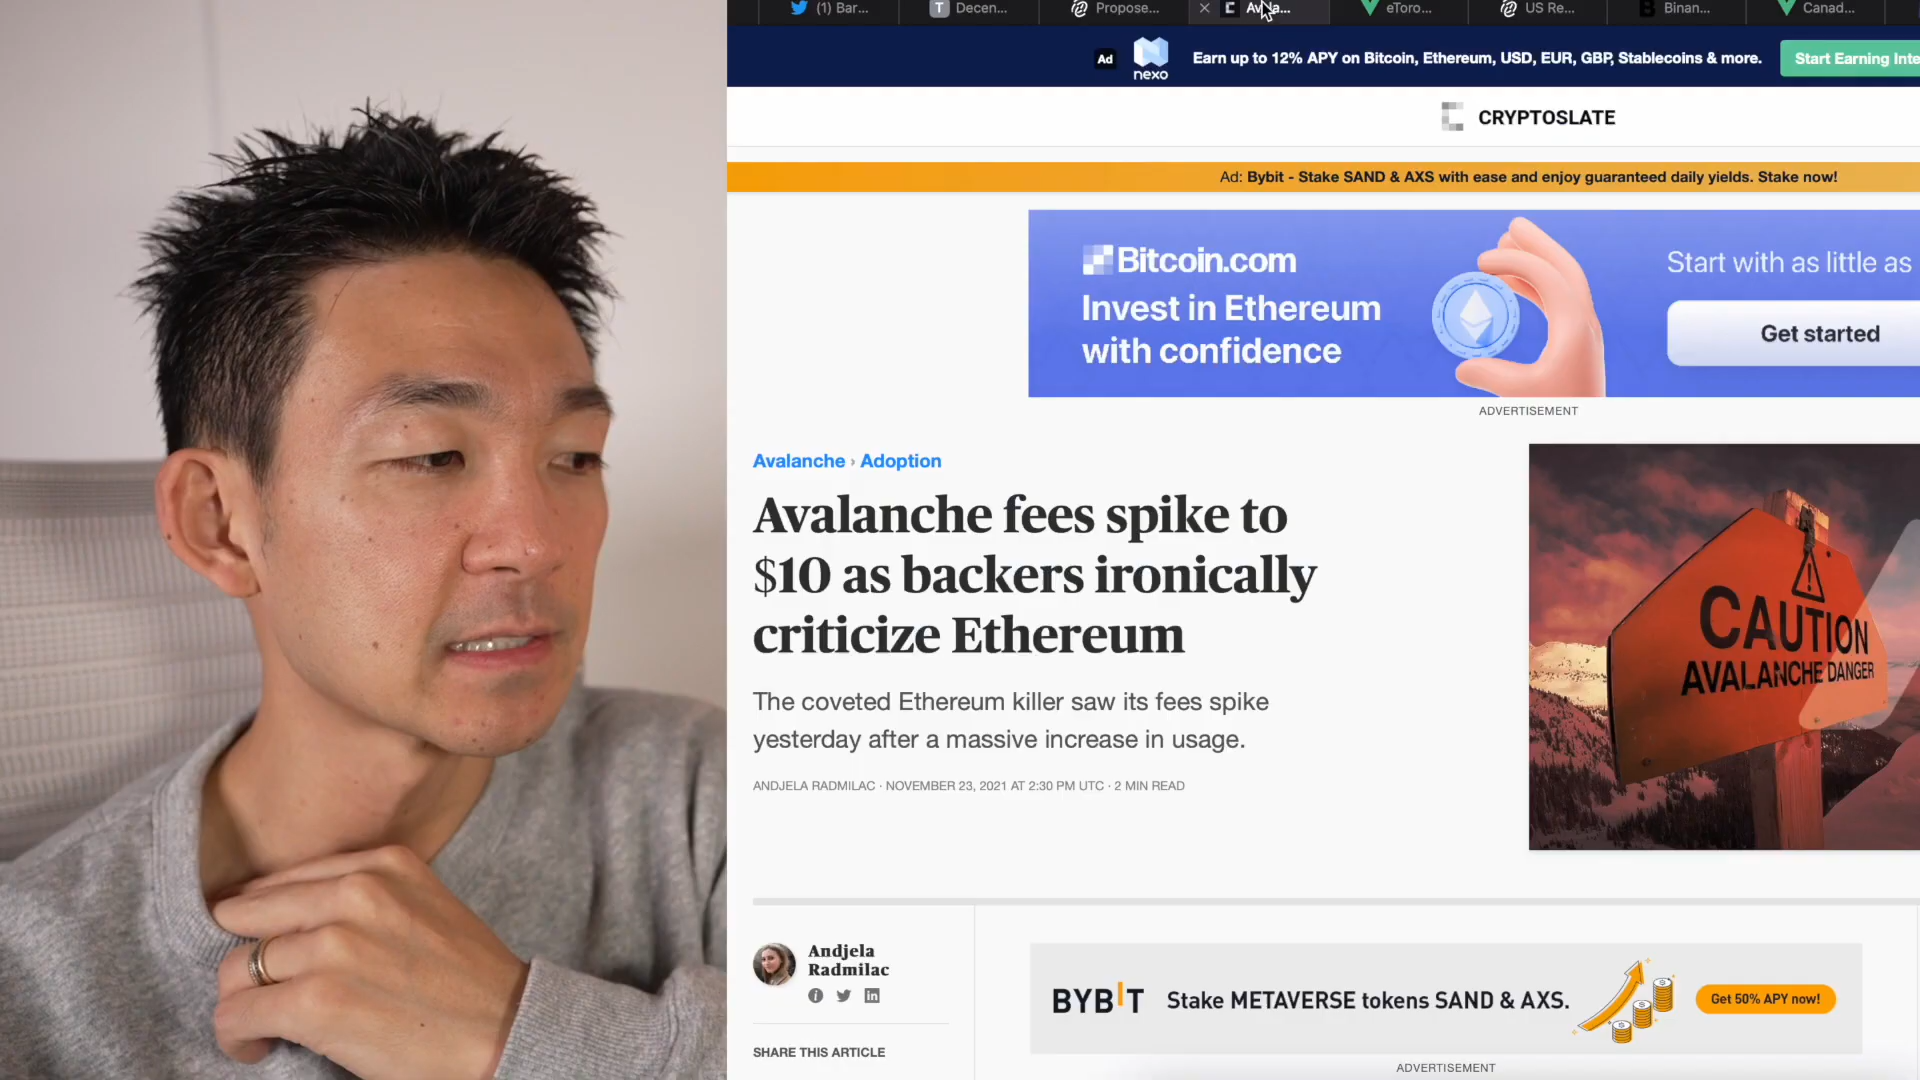 (1) Bar...
T Decen...
Propose...
Ava...
eToro...
US Re...
Binan...
Canad...
Ad
nexo
Earn up to 12% APY on Bitcoin, Ethereum, USD, EUR, GBP, Stablecoins & more.
Start Earning Inte
CRYPTOSLATE
Ad: Bybit - Stake SAND & AXS with ease and enjoy guaranteed daily yields. Stake now!
Bitcoin.com
Invest in Ethereum
with confidence
Start with as little as
Get started
ADVERTISEMENT
Avalanche › Adoption
Avalanche fees spike to
$10 as backers ironically
criticize Ethereum
The coveted Ethereum killer saw its fees spike
yesterday after a massive increase in usage.
ANDJELA RADMILAC · NOVEMBER 23, 2021 AT 2:30 PM UTC · 2 MIN READ
CAUTION
AVALANCHE DANGER
Andjela
Radmilac
SHARE THIS ARTICLE
BYBIT
Stake METAVERSE tokens SAND & AXS.
Get 50% APY now!
ADVERTISEMENT